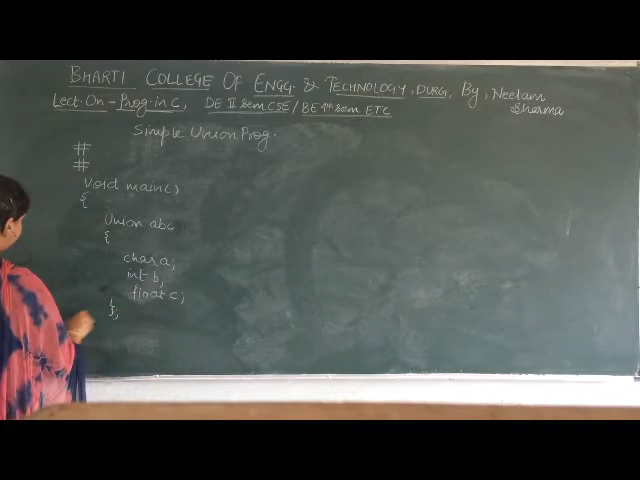 BHARTI COLLEGE OF ENGG. & TECHNOLOGY, DURG. By, Neelam Sharma
Lect. On - Prog. in C, DE II sem CSE / BE 1st sem ETC
Simple Union Prog.
#
#
Void main()
{
Union abc
{
char a;
int b;
float c;
};